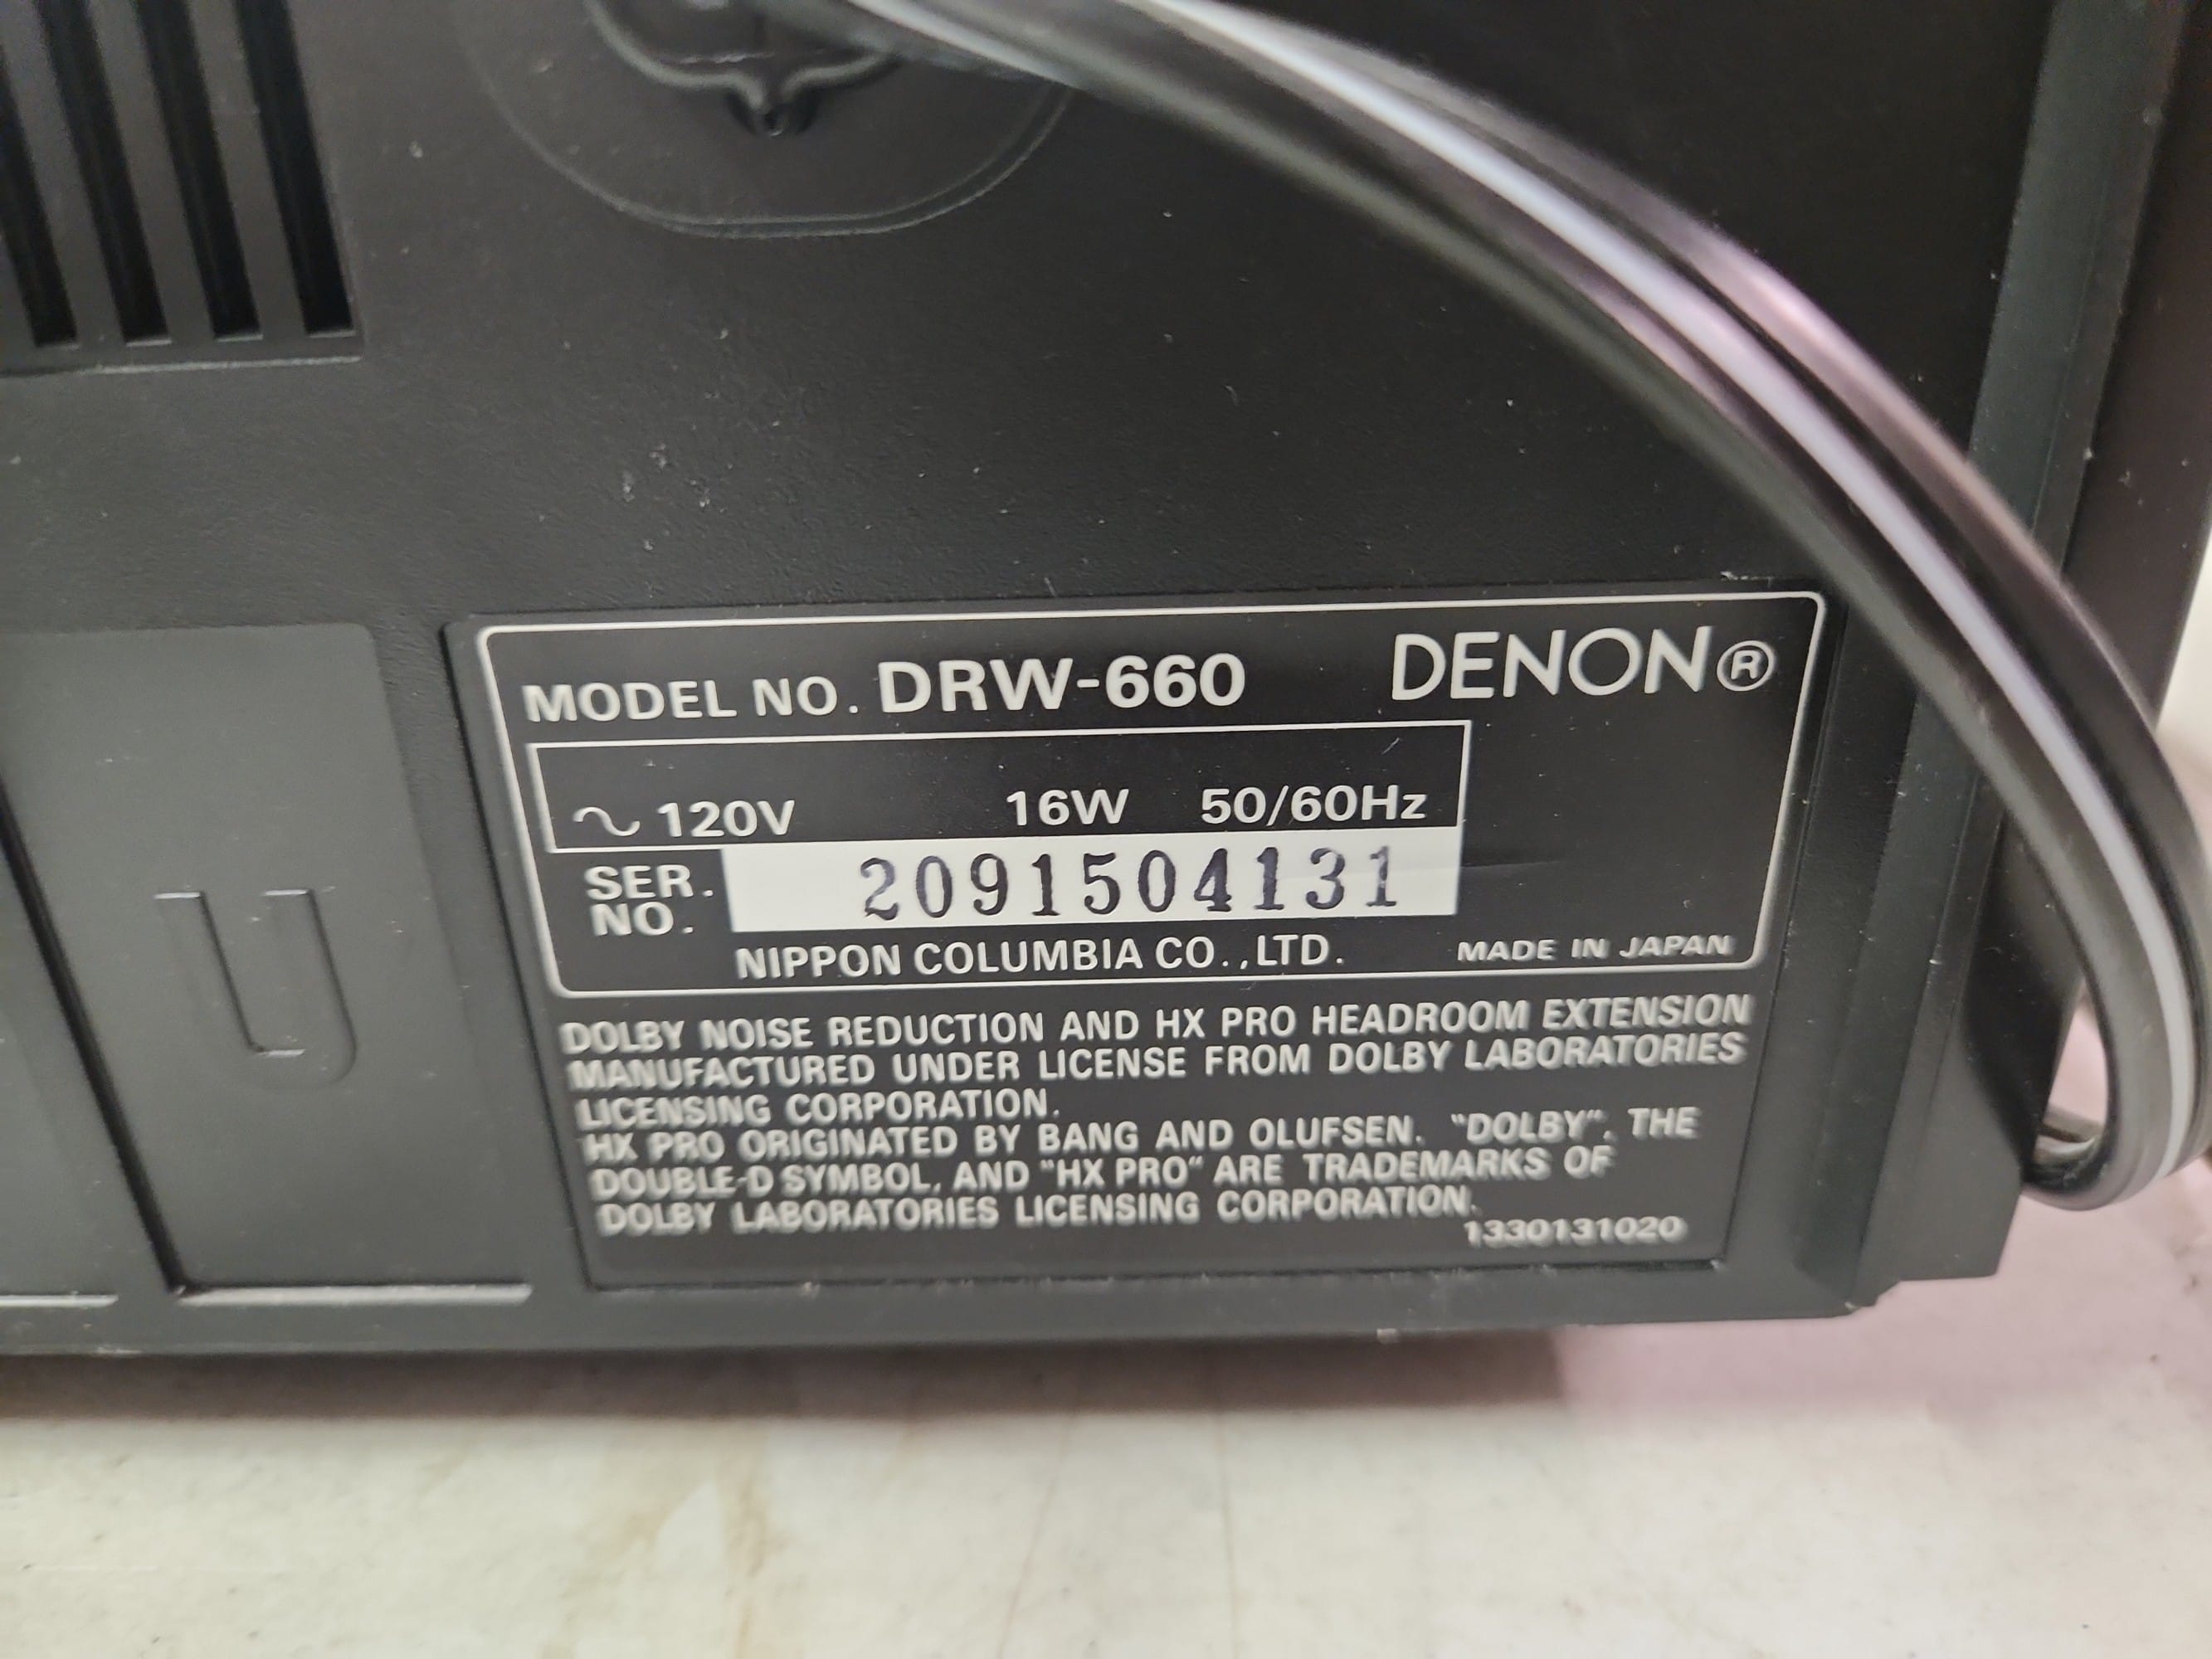 MODEL NO. DRW-660 DENON®
~ 120V 16W 50/60Hz
SER. NO. 2091504131
NIPPON COLUMBIA CO.,LTD. MADE IN JAPAN
DOLBY NOISE REDUCTION AND HX PRO HEADROOM EXTENSION
MANUFACTURED UNDER LICENSE FROM DOLBY LABORATORIES
LICENSING CORPORATION.
HX PRO ORIGINATED BY BANG AND OLUFSEN. "DOLBY", THE
DOUBLE-D SYMBOL, AND "HX PRO" ARE TRADEMARKS OF
DOLBY LABORATORIES LICENSING CORPORATION.
1330131020